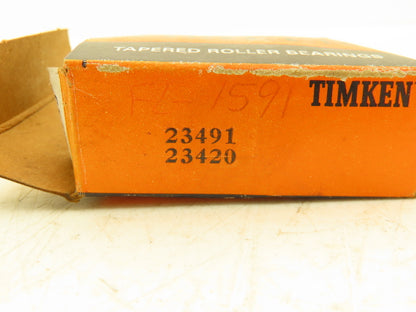 TAPERED ROLLER BEARINGS
FL-1591
TIMKEN
23491
23420